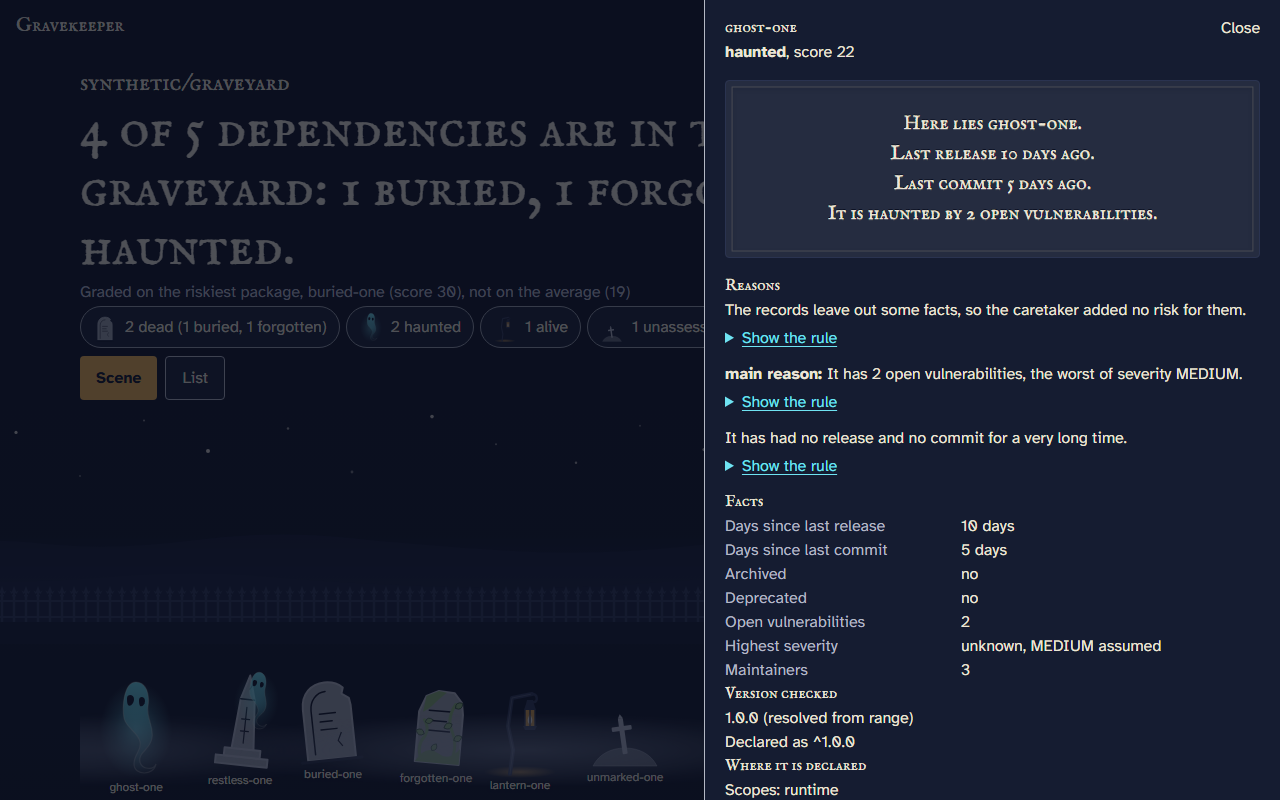 Gravekeeper
synthetic/graveyard
4 of 5 dependencies are in t
graveyard: 1 buried, 1 forgo
haunted.
Graded on the riskiest package, buried-one (score 30), not on the average (19)
2 dead (1 buried, 1 forgotten)
2 haunted
1 alive
1 unassess
Scene
List
ghost-one
restless-one
buried-one
forgotten-one
lantern-one
unmarked-one
ghost-one
Close
haunted, score 22
Here lies ghost-one.
Last release 10 days ago.
Last commit 5 days ago.
It is haunted by 2 open vulnerabilities.
Reasons
The records leave out some facts, so the caretaker added no risk for them.
Show the rule
main reason: It has 2 open vulnerabilities, the worst of severity MEDIUM.
Show the rule
It has had no release and no commit for a very long time.
Show the rule
Facts
Days since last release 10 days
Days since last commit 5 days
Archived no
Deprecated no
Open vulnerabilities 2
Highest severity unknown, MEDIUM assumed
Maintainers 3
Version checked
1.0.0 (resolved from range)
Declared as ^1.0.0
Where it is declared
Scopes: runtime